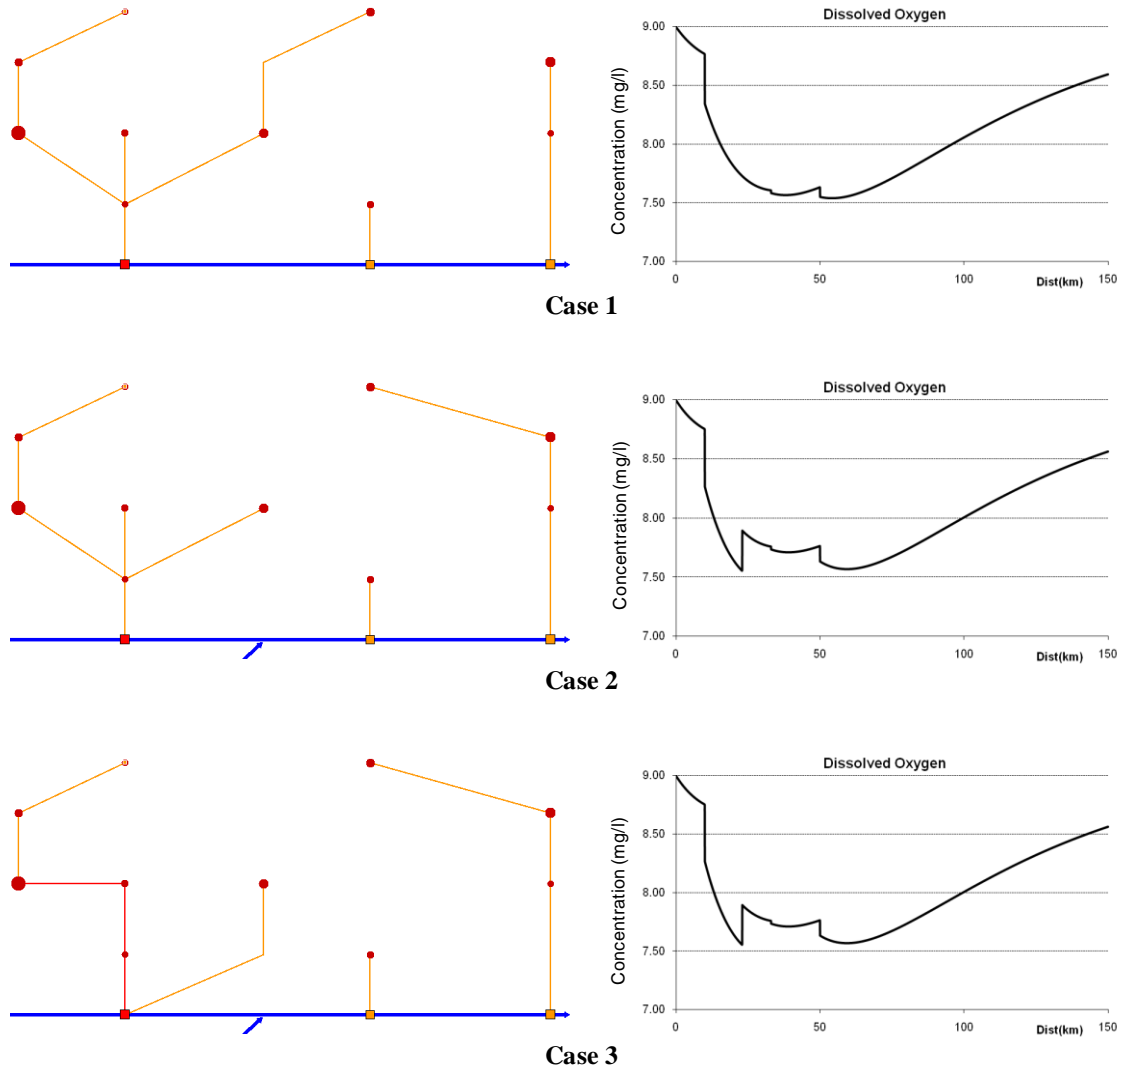 Dissolved Oxygen
Concentration (mg/l)
9.00
8.50
8.00
7.50
7.00
0
50
100
150
Dist(km)
Case 1
Dissolved Oxygen
Concentration (mg/l)
9.00
8.50
8.00
7.50
7.00
0
50
100
150
Dist(km)
Case 2
Dissolved Oxygen
Concentration (mg/l)
9.00
8.50
8.00
7.50
7.00
0
50
100
150
Dist(km)
Case 3